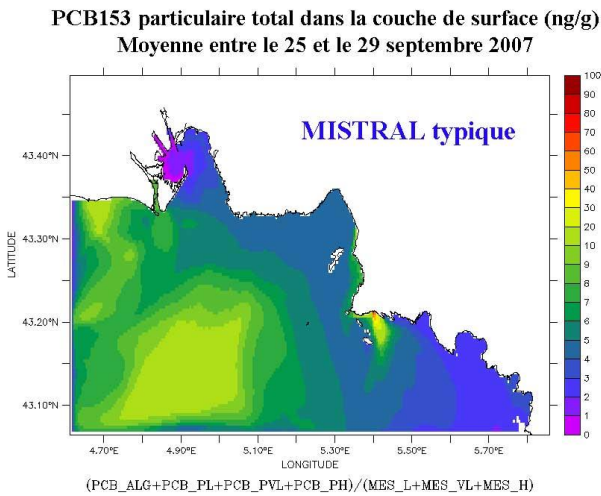 PCB153 particulaire total dans la couche de surface (ng/g)
Moyenne entre le 25 et le 29 septembre 2007
MISTRAL typique
100
90
80
70
60
50
40
30
20
10
9
8
7
6
5
4
3
2
1
0
43.40°N
43.30°N
43.20°N
43.10°N
LATITUDE
4.70°E 4.90°E 5.10°E 5.30°E 5.50°E 5.70°E
LONGITUDE
(PCB_ALG+PCB_PL+PCB_PVL+PCB_PH)/(MES_L+MES_VL+MES_H)